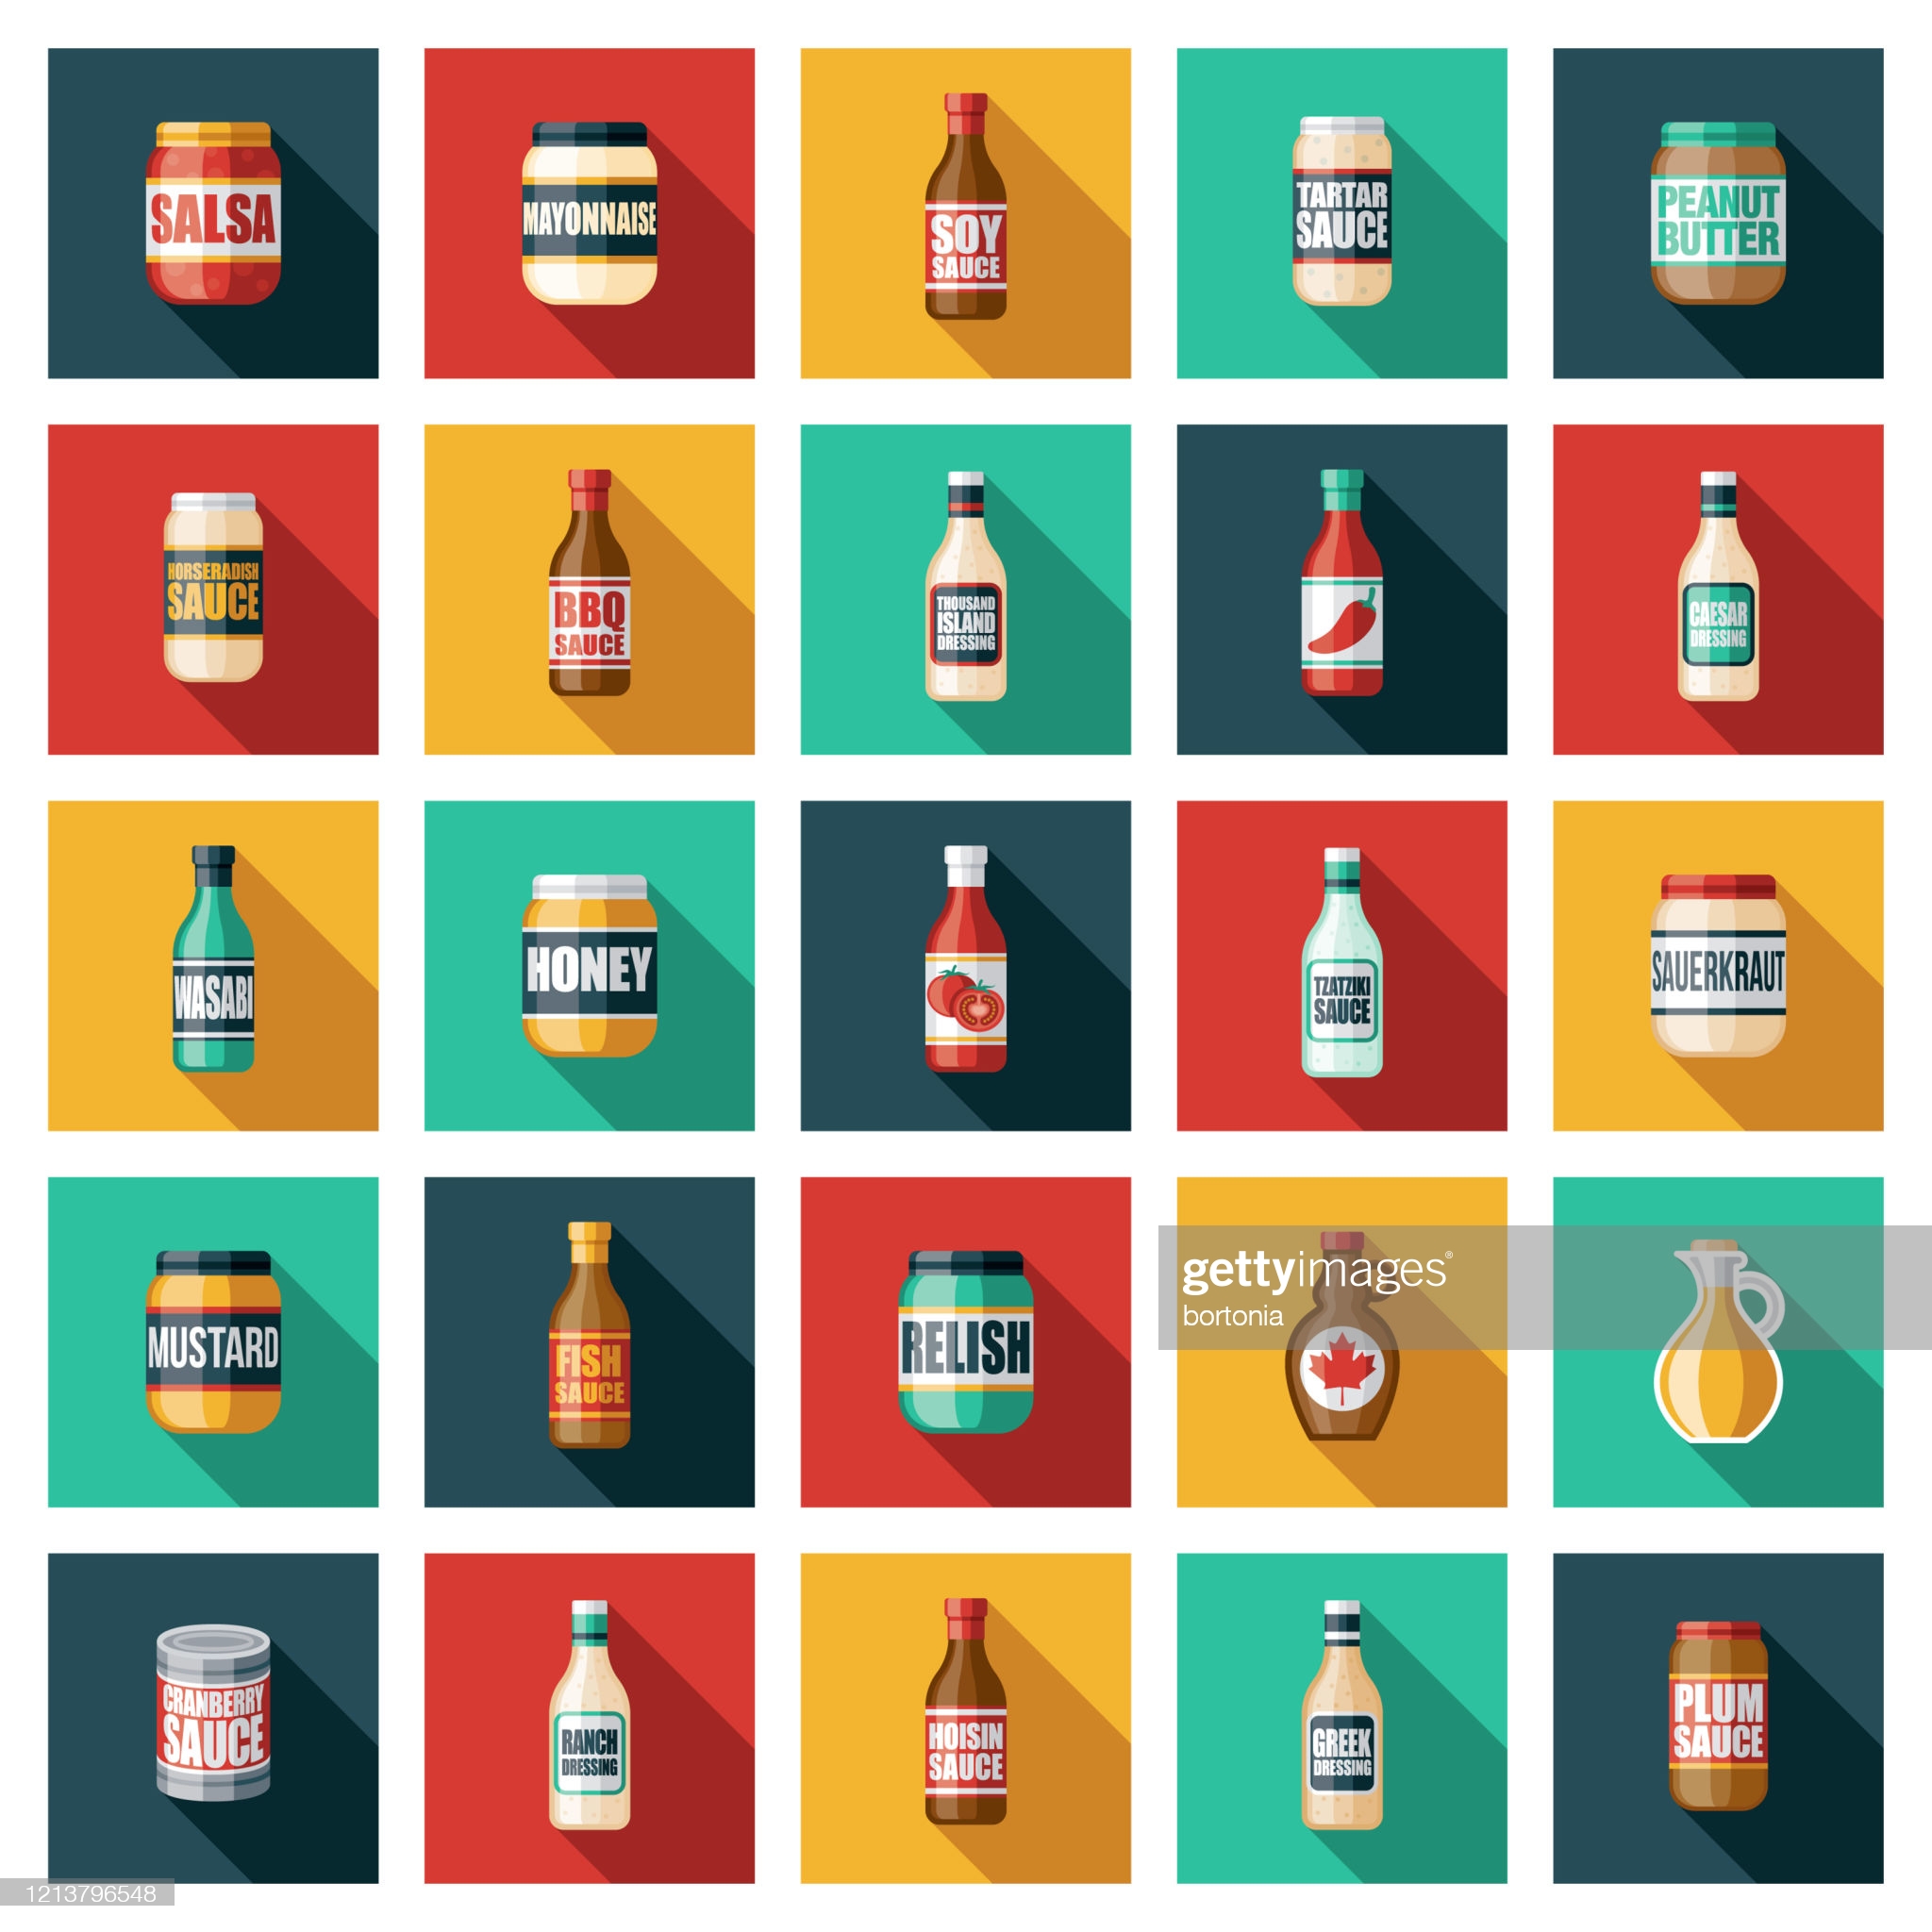 SALSA
MAYONNAISE
SOY
SAUCE
TARTAR
SAUCE
PEANUT
BUTTER
HORSERADISH
SAUCE
BBQ
SAUCE
THOUSAND
ISLAND
DRESSING
CAESAR
DRESSING
WASABI
HONEY
TZATZIKI
SAUCE
SAUERKRAUT
MUSTARD
FISH
SAUCE
RELISH
gettyimages®
bortonia
CRANBERRY
SAUCE
RANCH
DRESSING
HOISIN
SAUCE
GREEK
DRESSING
PLUM
SAUCE
1213796548